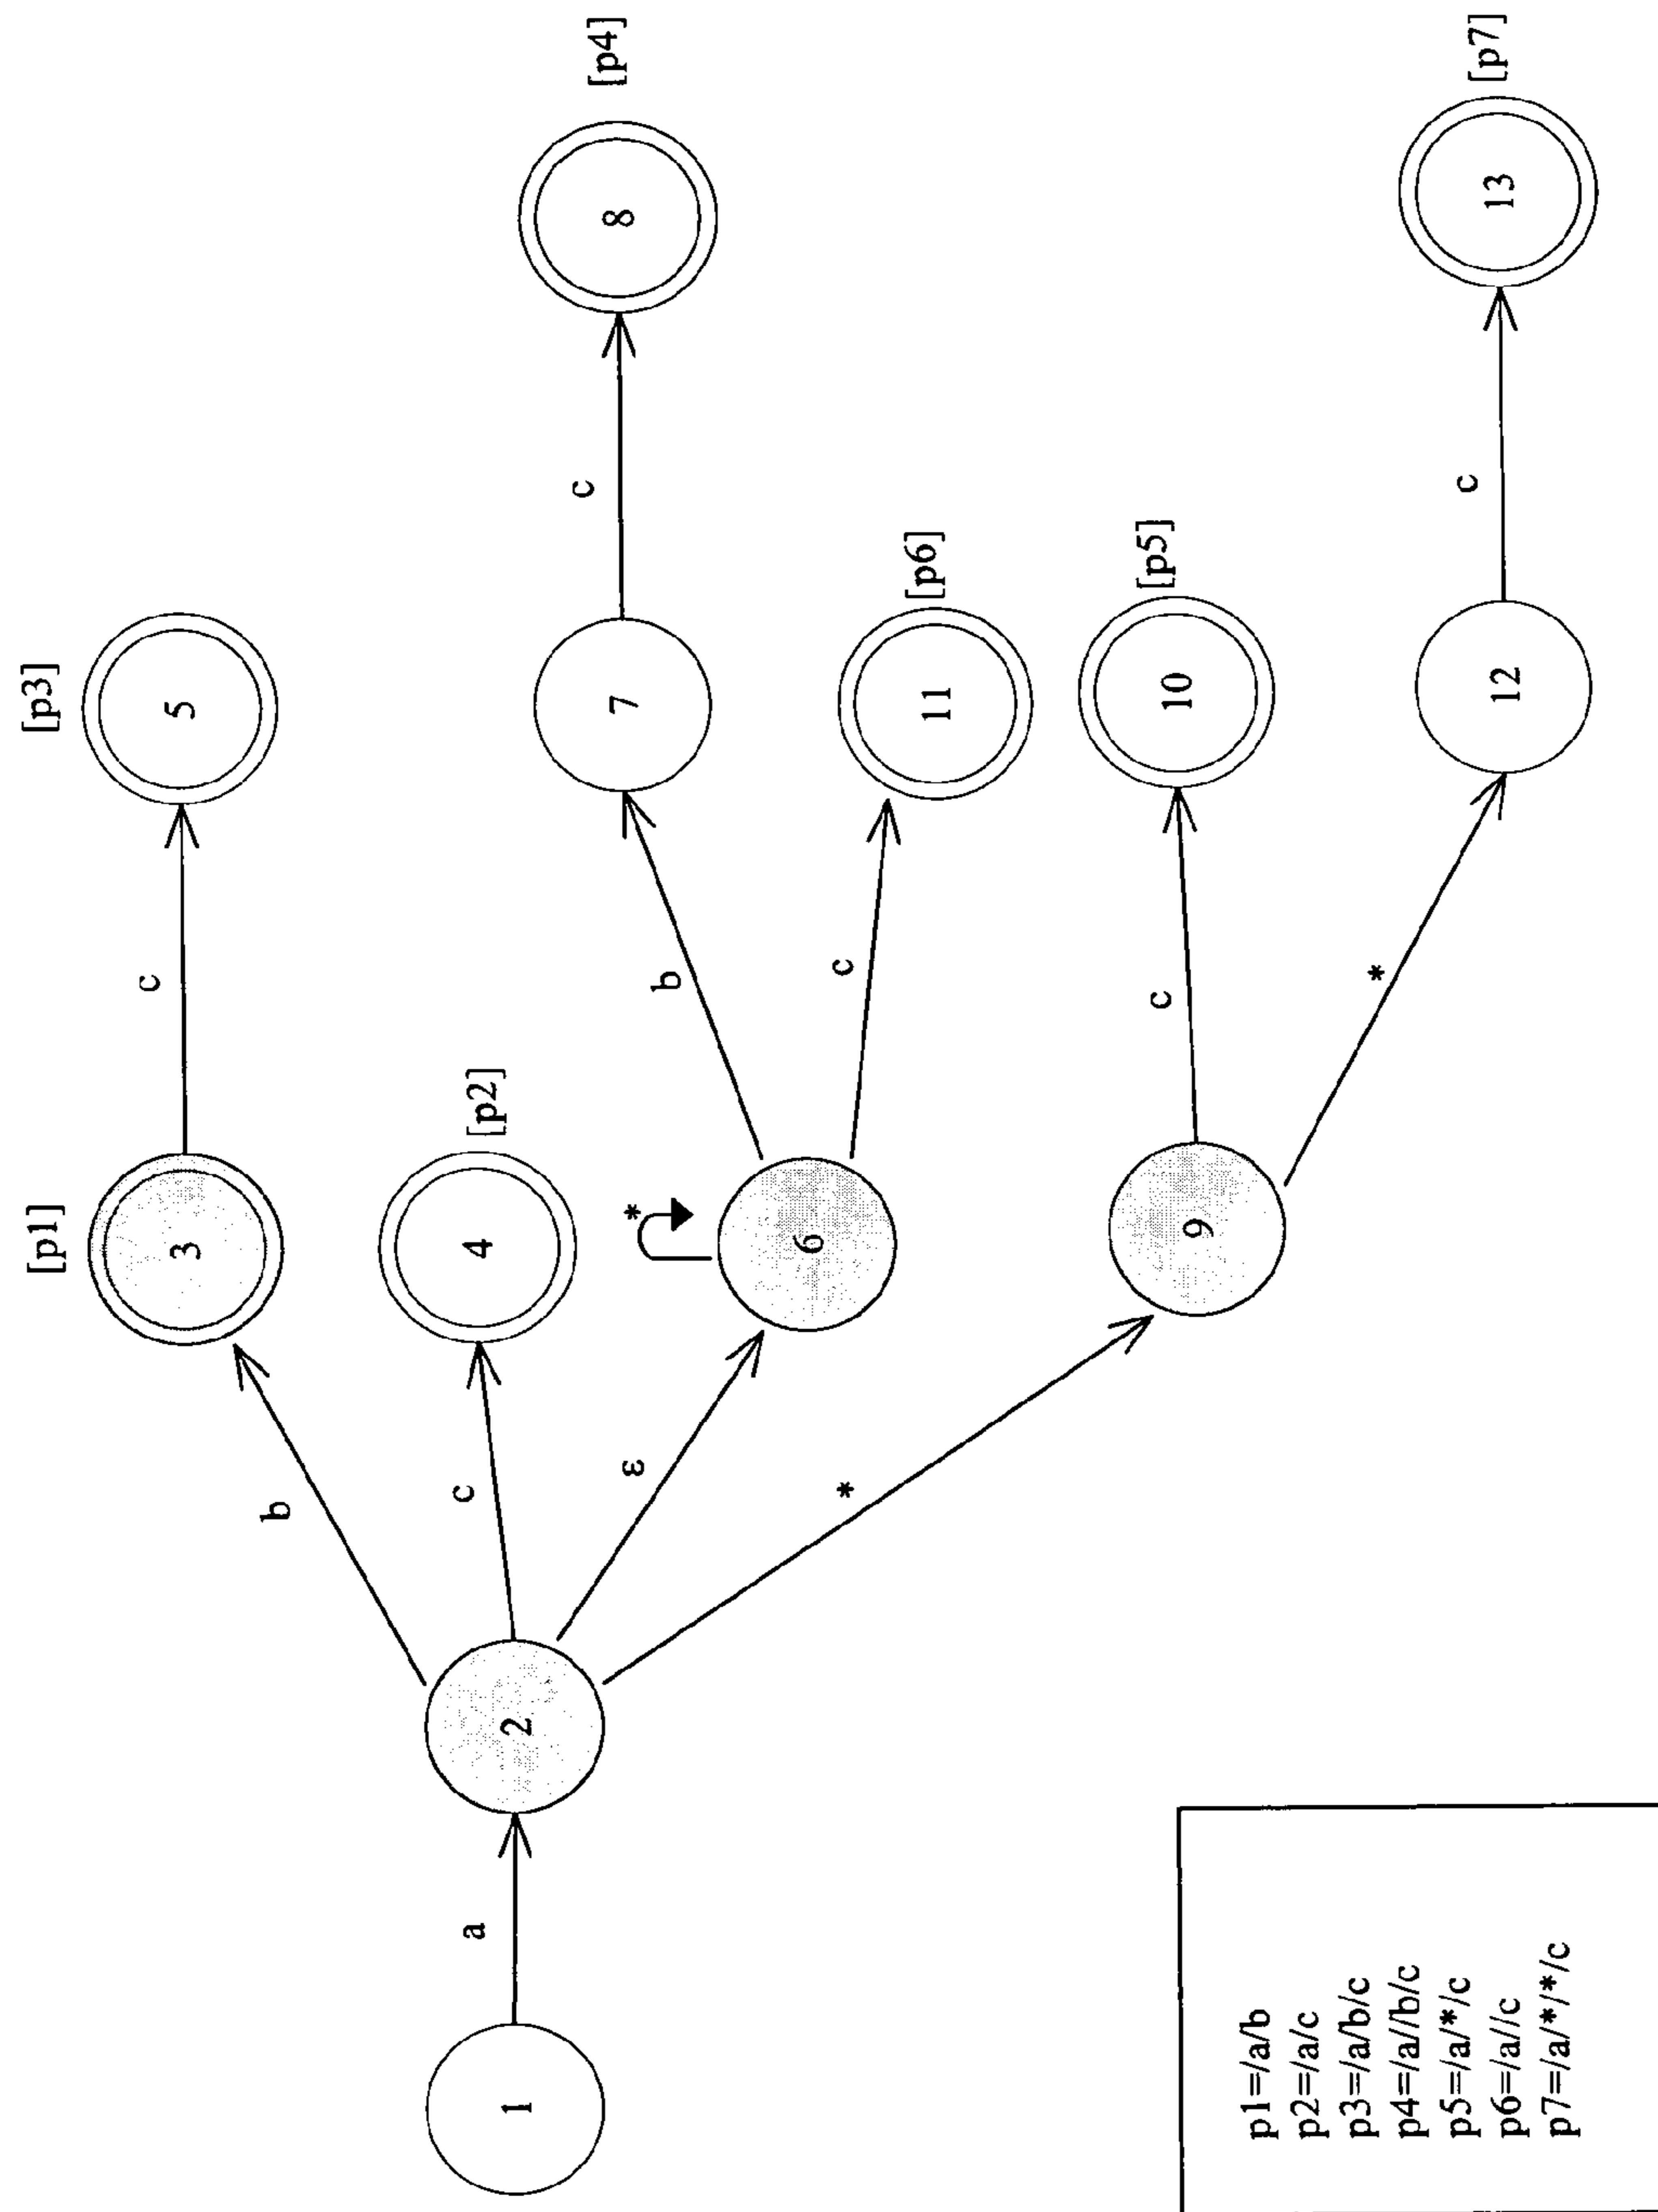 [p1]
[p3]
b
3
c
5
1
a
2
c
4
[p2]
ε
*
6
b
7
c
8
[p4]
c
11
[p6]
*
9
c
10
[p5]
*
12
c
13
[p7]
p1=/a/b
p2=/a/c
p3=/a/b/c
p4=/a//b/c
p5=/a/*/c
p6=/a//c
p7=/a/*/*/c